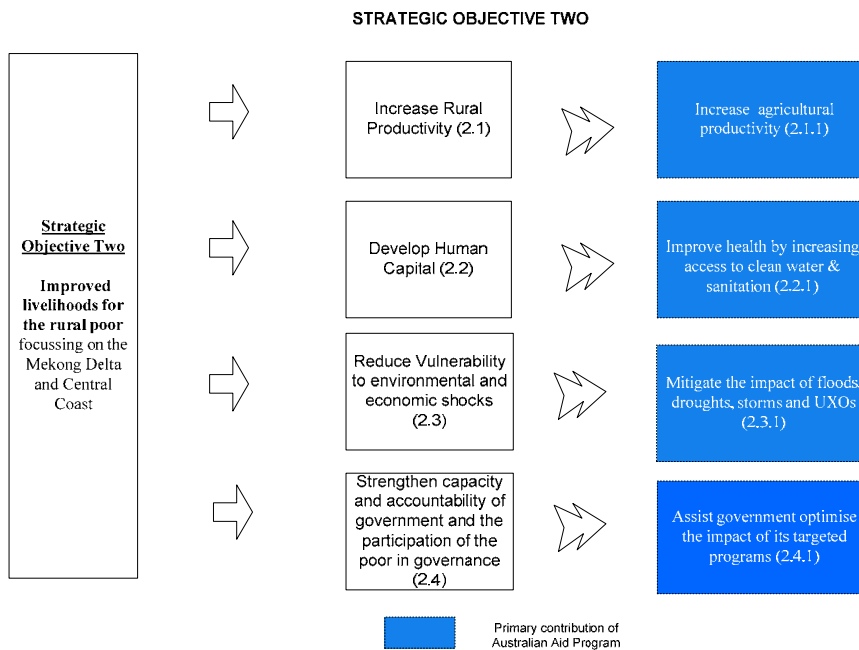 STRATEGIC OBJECTIVE TWO
Strategic
Objective Two
Improved
livelihoods for
the rural poor
focussing on the
Mekong Delta
and Central
Coast
Increase Rural
Productivity (2.1)
Increase agricultural
productivity (2.1.1)
Develop Human
Capital (2.2)
Improve health by increasing
access to clean water &
sanitation (2.2.1)
Reduce Vulnerability
to environmental and
economic shocks
(2.3)
Mitigate the impact of floods,
droughts, storms and UXOs
(2.3.1)
Strengthen capacity
and accountability of
government and the
participation of the
poor in governance
(2.4)
Assist government optimise
the impact of its targeted
programs (2.4.1)
Primary contribution of
Australian Aid Program